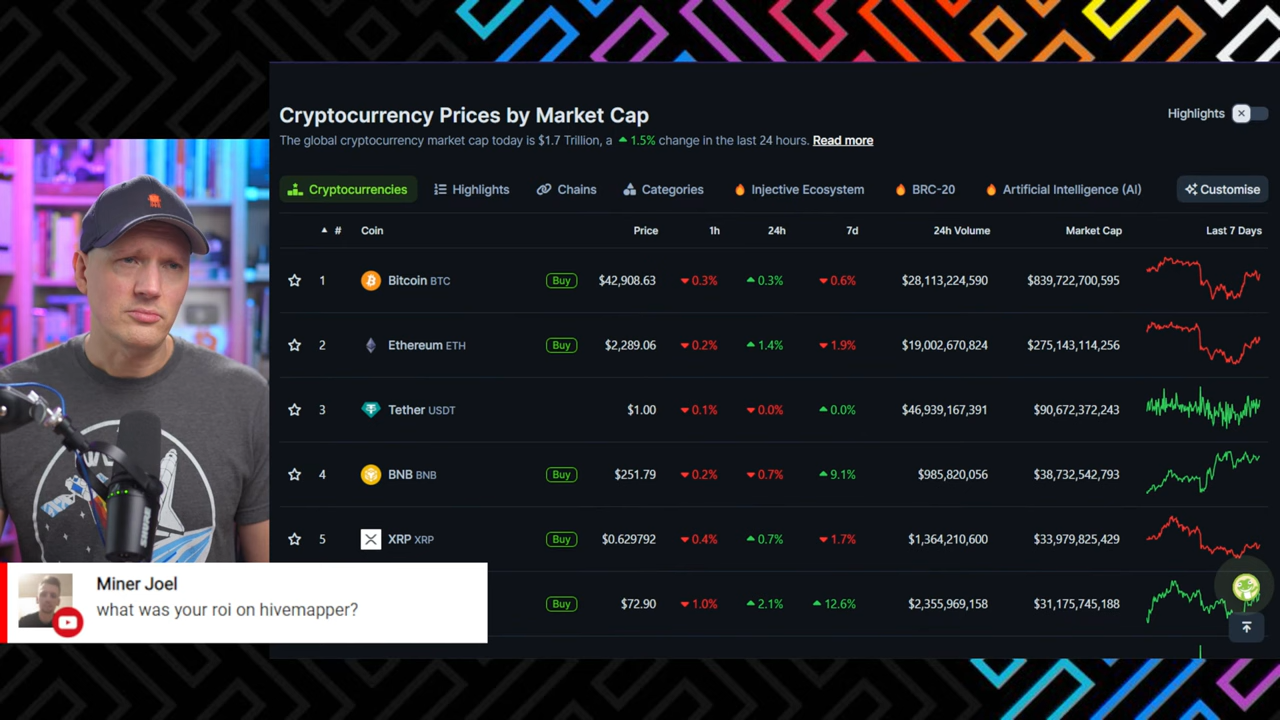 Cryptocurrency Prices by Market Cap
Highlights
The global cryptocurrency market cap today is $1.7 Trillion, a 1.5% change in the last 24 hours. Read more
Cryptocurrencies Highlights Chains Categories Injective Ecosystem BRC-20 Artificial Intelligence (AI) Customise
# Coin Price 1h 24h 7d 24h Volume Market Cap Last 7 Days
1 Bitcoin BTC Buy $42,908.63 0.3% 0.3% 0.6% $28,113,224,590 $839,722,700,595
2 Ethereum ETH Buy $2,289.06 0.2% 1.4% 1.9% $19,002,670,824 $275,143,114,256
3 Tether USDT $1.00 0.1% 0.0% 0.0% $46,939,167,391 $90,672,372,243
4 BNB BNB Buy $251.79 0.2% 0.7% 9.1% $985,820,056 $38,732,542,793
5 XRP XRP Buy $0.629792 0.4% 0.7% 1.7% $1,364,210,600 $33,979,825,429
Buy $72.90 1.0% 2.1% 12.6% $2,355,969,158 $31,175,745,188
Miner Joel
what was your roi on hivemapper?
SHURE